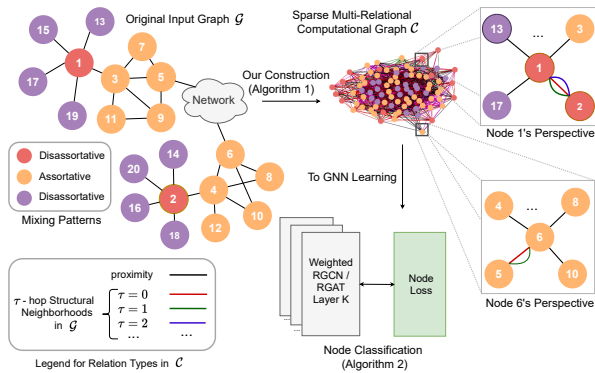 Original Input Graph 𝒢
15
13
1
17
19
7
3
5
11
9
Network
Our Construction
(Algorithm 1)
Sparse Multi-Relational
Computational Graph 𝒞
13
...
3
1
17
2
Node 1's Perspective
Disassortative
Assortative
Disassortative
Mixing Patterns
14
20
2
16
18
6
4
8
12
10
To GNN Learning
4
...
8
6
5
10
Node 6's Perspective
proximity
τ - hop Structural
Neighborhoods
in 𝒢
τ = 0
τ = 1
τ = 2
...
...
Legend for Relation Types in 𝒞
Weighted
RGCN /
RGAT
Layer K
...
Node
Loss
Node Classification
(Algorithm 2)